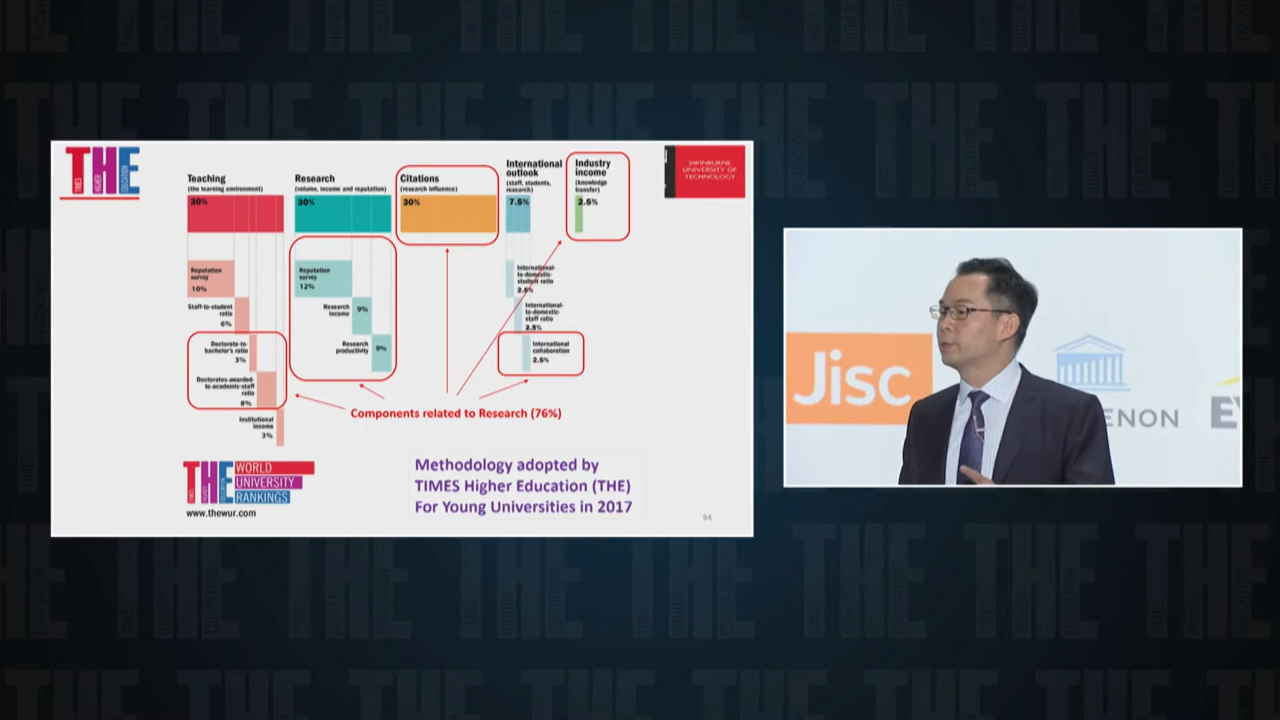 THE
TIMES
HIGHER
EDUCATION
SWINBURNE
UNIVERSITY OF
TECHNOLOGY
Teaching
(the learning environment)
30%
Research
(volume, income and reputation)
30%
Citations
(research influence)
30%
International
outlook
(staff, students,
research)
7.5%
Industry
income
(knowledge
transfer)
2.5%
Reputation
survey
10%
Staff-to-student
ratio
6%
Doctorate-to-
bachelor's ratio
3%
Doctorates-awarded-
to-academic-staff
ratio
Institutional
income
3%
Reputation
survey
12%
Research
income
9%
Research
productivity
9%
International-
to-domestic-
student ratio
2.5%
International-
to-domestic-
staff ratio
2.5%
International
collaboration
2.5%
Components related to Research (76%)
THE
WORLD
UNIVERSITY
RANKINGS
www.thewur.com
Methodology adopted by
TIMES Higher Education (THE)
For Young Universities in 2017
94
Jisc
ENON
E